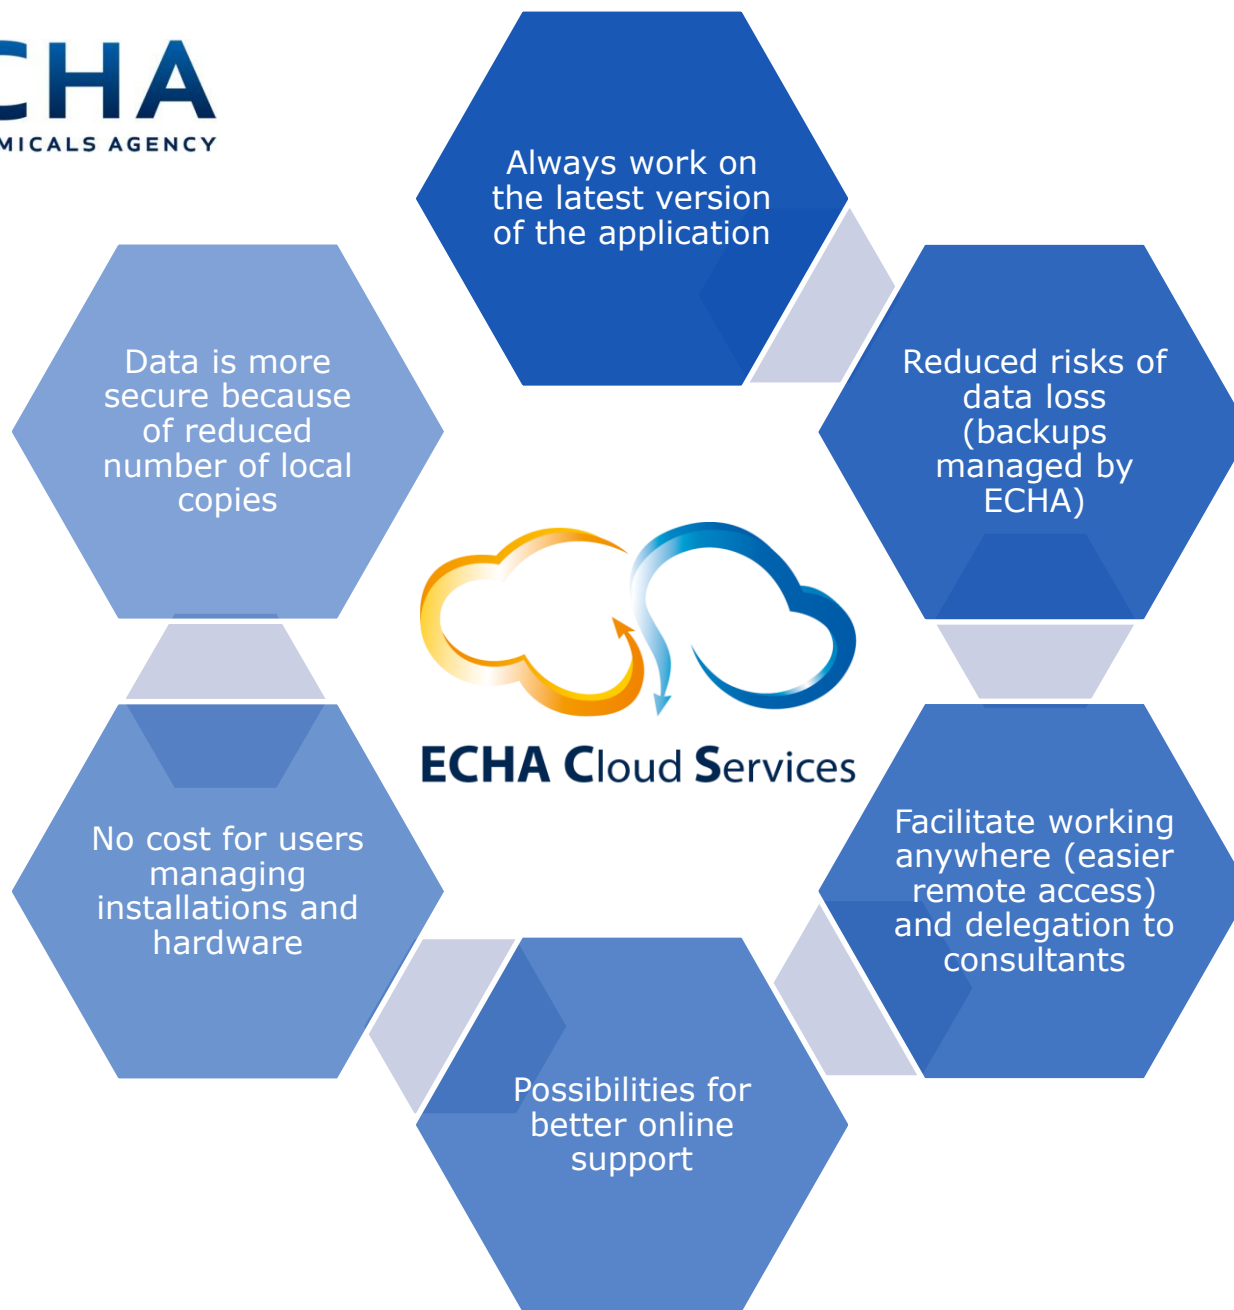 CHA
MICALS AGENCY
Always work on
the latest version
of the application
Reduced risks of
data loss
(backups
managed by
ECHA)
Facilitate working
anywhere (easier
remote access)
and delegation to
consultants
Possibilities for
better online
support
No cost for users
managing
installations and
hardware
Data is more
secure because
of reduced
number of local
copies
ECHA Cloud Services